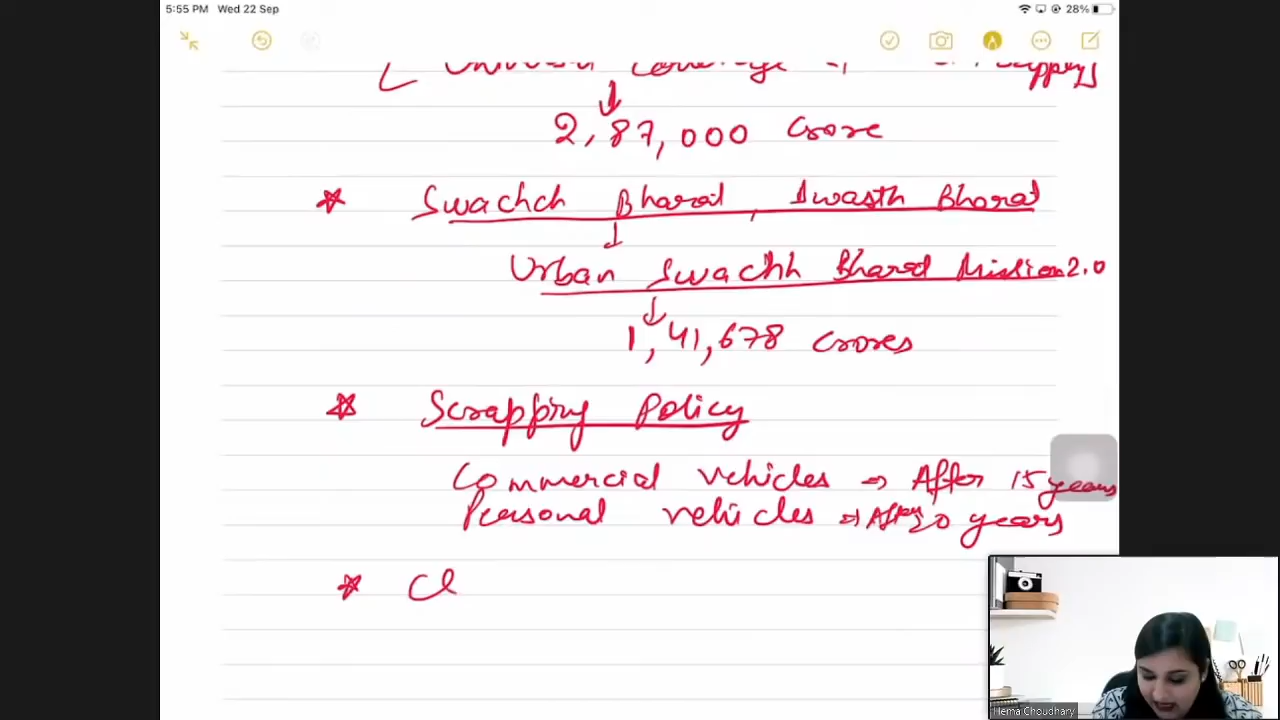 5:55 PM Wed 22 Sep
28%
2,87,000 Crore
Swachch Bharat, Swasth Bharat
Urban Swachh Bharat Mission 2.0
1,41,678 crores
Scrapping Policy
Commercial vehicles → After 15 years
Personal vehicles → After 20 years
Cl
Hema Choudhary